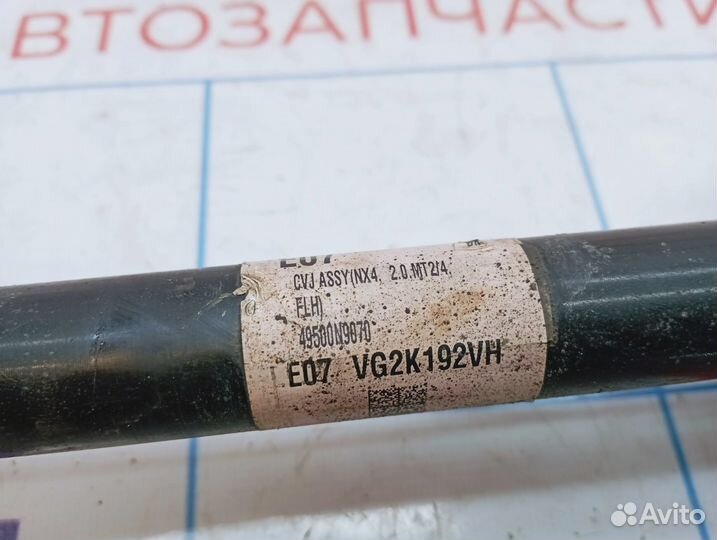 ВТОЗАПЧАСТИ
E07
CVJ ASSY(NX4, 2.0,MT2/4,
FLH)
49500N9070
E07 VG2K192VH
Avito